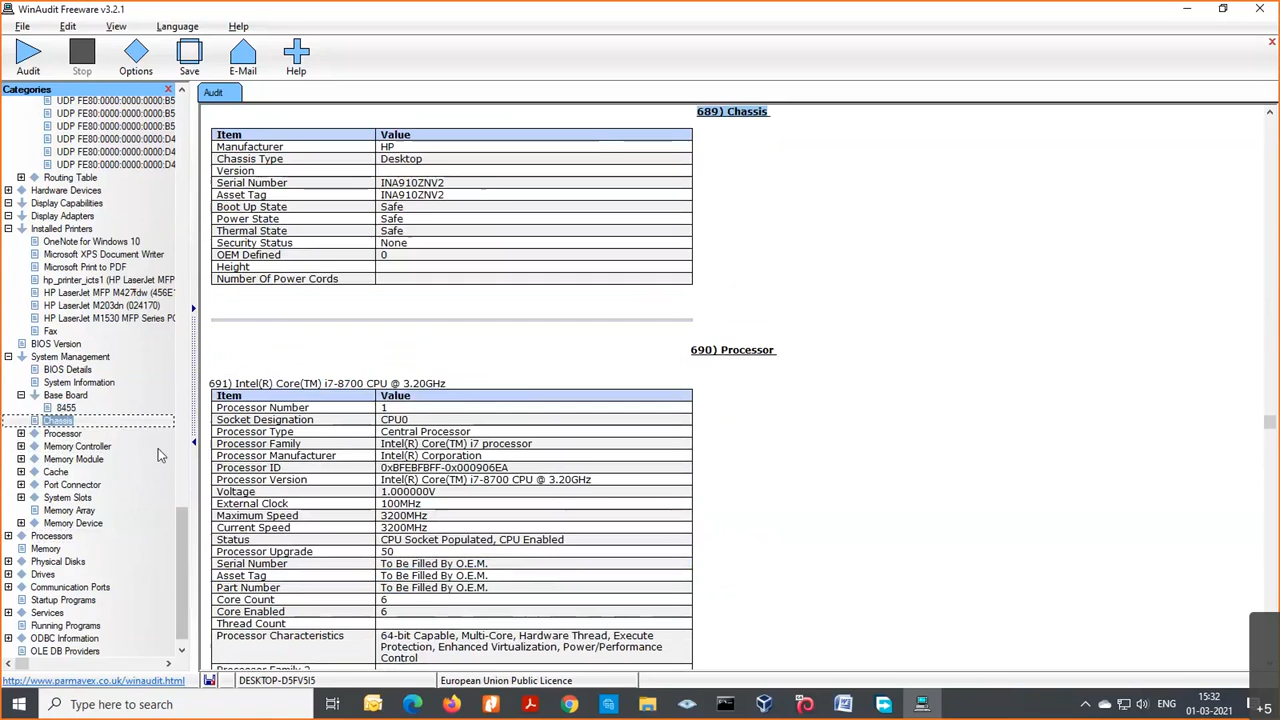 WinAudit Freeware v3.2.1
File Edit View Language Help
Audit Stop Options Save E-Mail Help
Categories
UDP FE80:0000:0000:0000:B5
UDP FE80:0000:0000:0000:B5
UDP FE80:0000:0000:0000:B5
UDP FE80:0000:0000:0000:D4
UDP FE80:0000:0000:0000:D4
UDP FE80:0000:0000:0000:D4
Routing Table
Hardware Devices
Display Capabilities
Display Adapters
Installed Printers
OneNote for Windows 10
Microsoft XPS Document Writer
Microsoft Print to PDF
hp_printer_icts1 (HP LaserJet MFP
HP LaserJet MFP M427fdw (456E1
HP LaserJet M203dn (024170)
HP LaserJet M1530 MFP Series PC
Fax
BIOS Version
System Management
BIOS Details
System Information
Base Board
8455
Chassis
Processor
Memory Controller
Memory Module
Cache
Port Connector
System Slots
Memory Array
Memory Device
Processors
Memory
Physical Disks
Drives
Communication Ports
Startup Programs
Services
Running Programs
ODBC Information
OLE DB Providers
Audit
689) Chassis
Item Value
Manufacturer HP
Chassis Type Desktop
Version
Serial Number INA910ZNV2
Asset Tag INA910ZNV2
Boot Up State Safe
Power State Safe
Thermal State Safe
Security Status None
OEM Defined 0
Height
Number Of Power Cords
690) Processor
691) Intel(R) Core(TM) i7-8700 CPU @ 3.20GHz
Item Value
Processor Number 1
Socket Designation CPU0
Processor Type Central Processor
Processor Family Intel(R) Core(TM) i7 processor
Processor Manufacturer Intel(R) Corporation
Processor ID 0xBFEBFBFF-0x000906EA
Processor Version Intel(R) Core(TM) i7-8700 CPU @ 3.20GHz
Voltage 1.000000V
External Clock 100MHz
Maximum Speed 3200MHz
Current Speed 3200MHz
Status CPU Socket Populated, CPU Enabled
Processor Upgrade 50
Serial Number To Be Filled By O.E.M.
Asset Tag To Be Filled By O.E.M.
Part Number To Be Filled By O.E.M.
Core Count 6
Core Enabled 6
Thread Count
Processor Characteristics 64-bit Capable, Multi-Core, Hardware Thread, Execute
Protection, Enhanced Virtualization, Power/Performance
Control
Processor Family 2
http://www.parmavex.co.uk/winaudit.html DESKTOP-D5FV5I5 European Union Public Licence
Type here to search
ENG
15:32
01-03-2021
+5